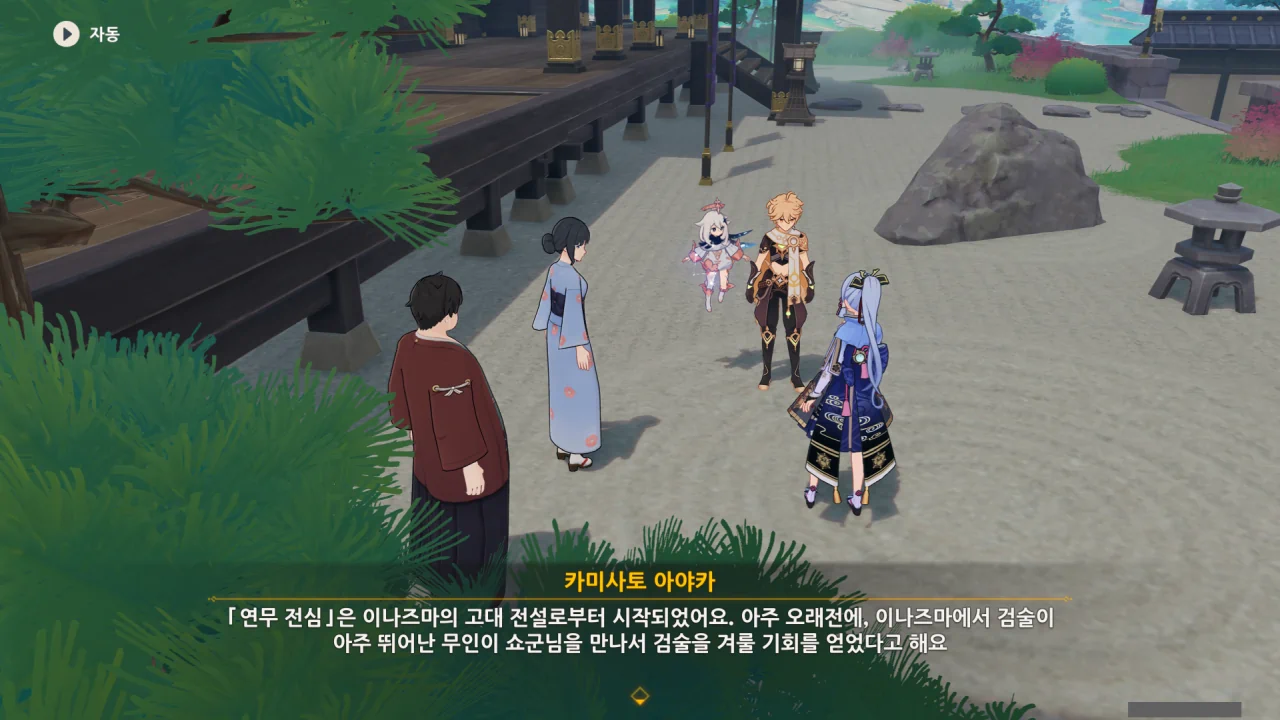 자동
카미사토 아야카
「연무 전심」은 이나즈마의 고대 전설로부터 시작되었어요. 아주 오래전에, 이나즈마에서 검술이
아주 뛰어난 무인이 쇼군님을 만나서 검술을 겨룰 기회를 얻었다고 해요